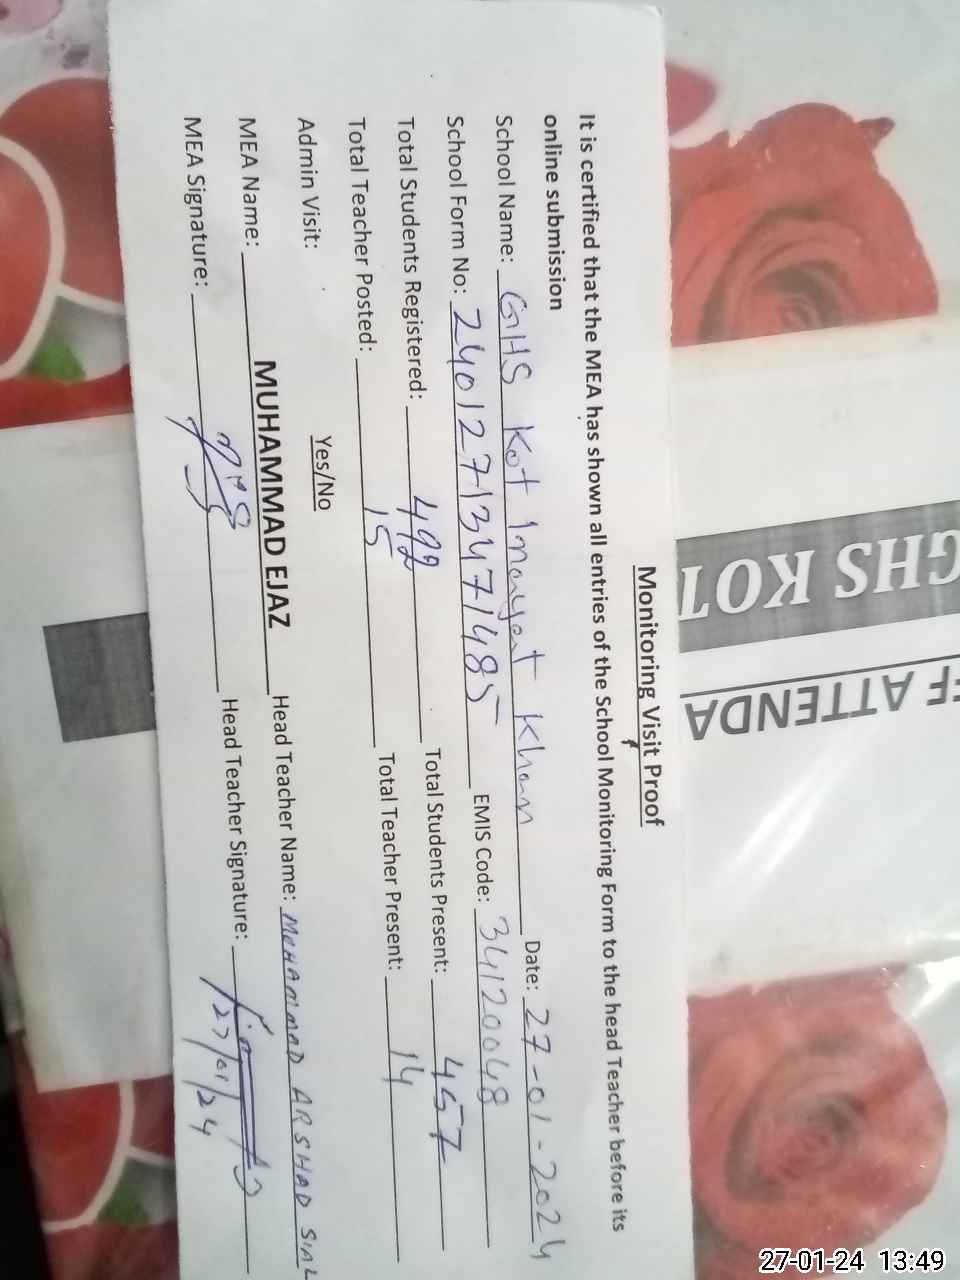 Monitoring Visit Proof
It is certified that the MEA has shown all entries of the School Monitoring Form to the head Teacher before its
online submission
School Name: GHS Kot Inayat Khan Date: 27-01-2024
School Form No: 24012713471485 EMIS Code: 34120048
Total Students Registered: 492 Total Students Present: 457
Total Teacher Posted: 15 Total Teacher Present: 14
Admin Visit: Yes/No
MEA Name: MUHAMMAD EJAZ Head Teacher Name: MUHAMMAD ARSHAD SIAL
MEA Signature: Head Teacher Signature:
27/01/24
GHS KOT
F ATTENDA
27-01-24 13:49